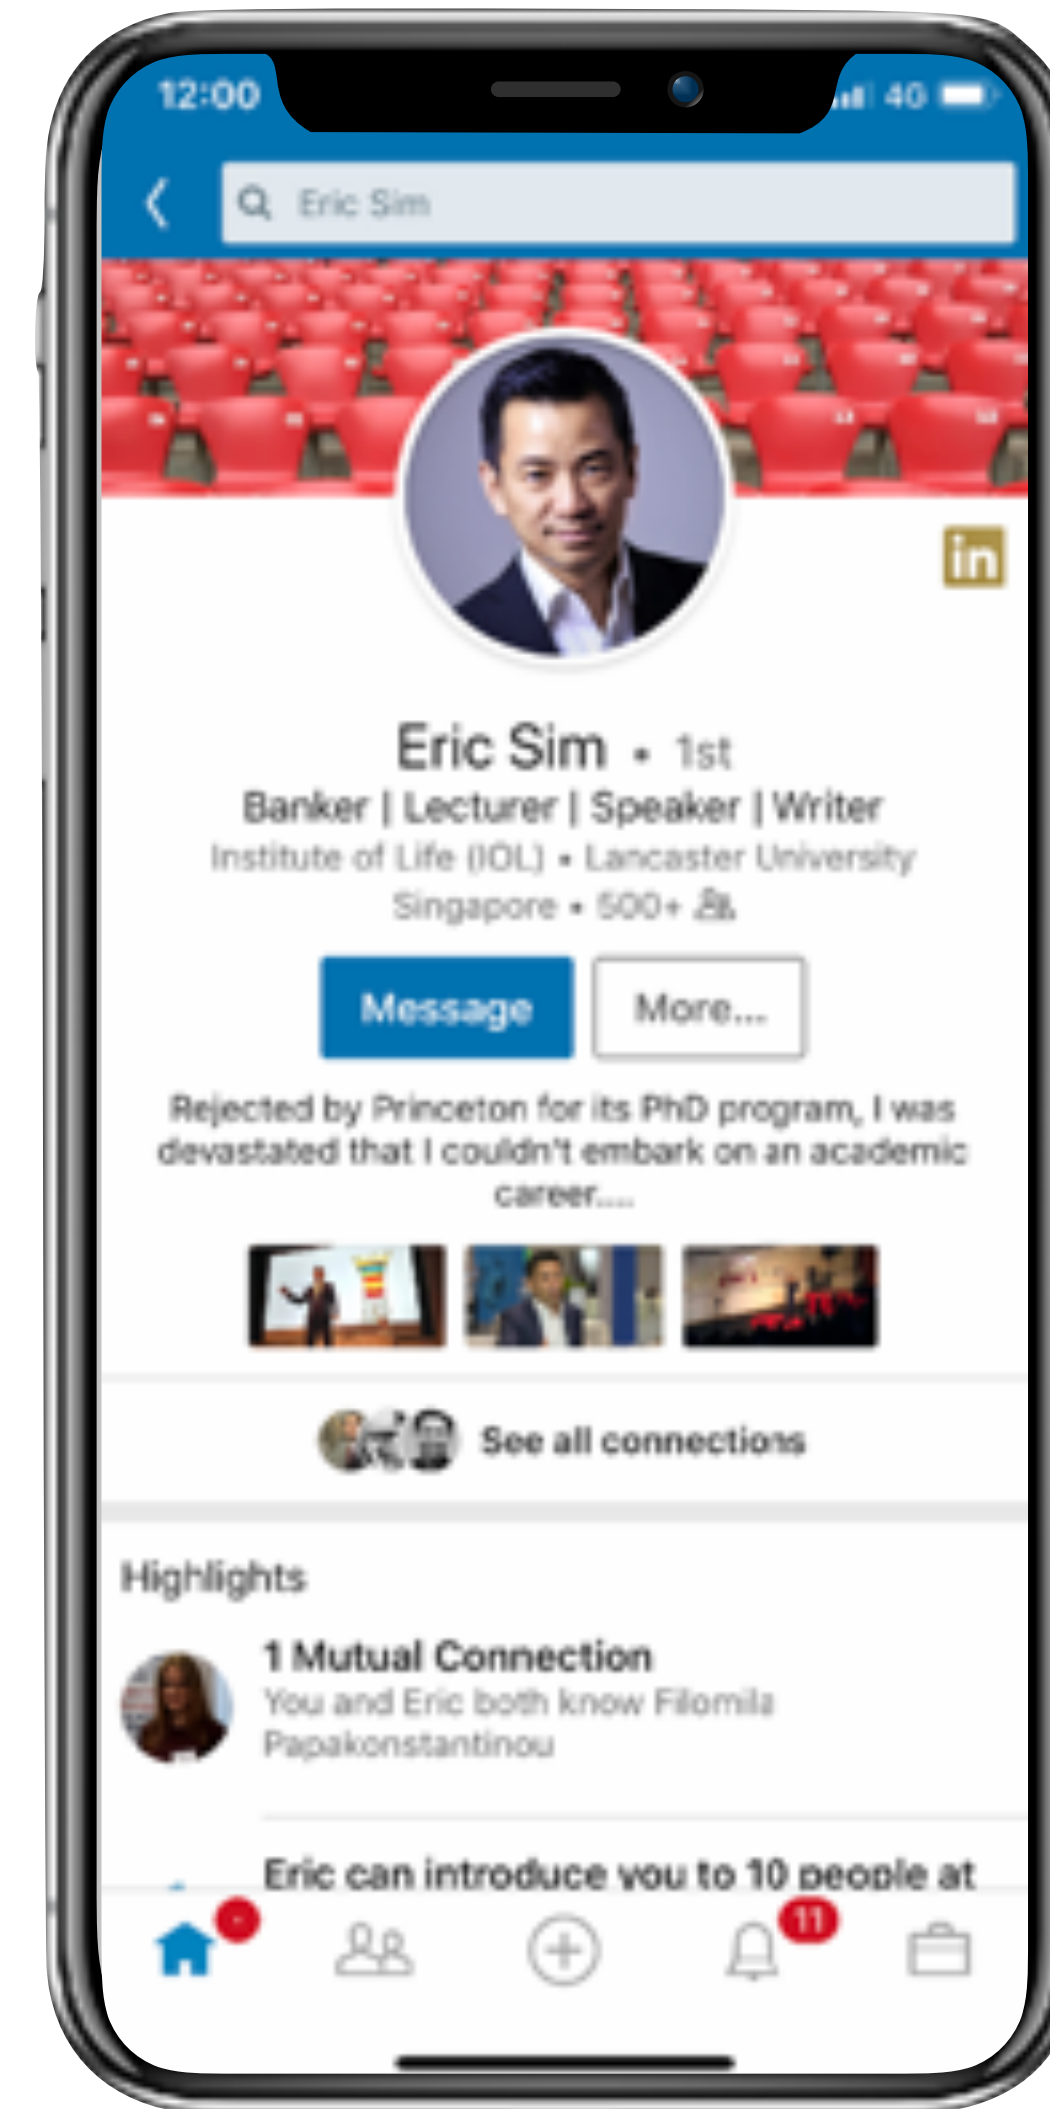 12:00 4G
Eric Sim
in
Eric Sim • 1st
Banker | Lecturer | Speaker | Writer
Institute of Life (IOL) • Lancaster University
Singapore • 500+
Message More...
Rejected by Princeton for its PhD program, I was
devastated that I couldn't embark on an academic
career....
See all connections
Highlights
1 Mutual Connection
You and Eric both know Filomila
Papakonstantinou
Eric can introduce you to 10 people at
11